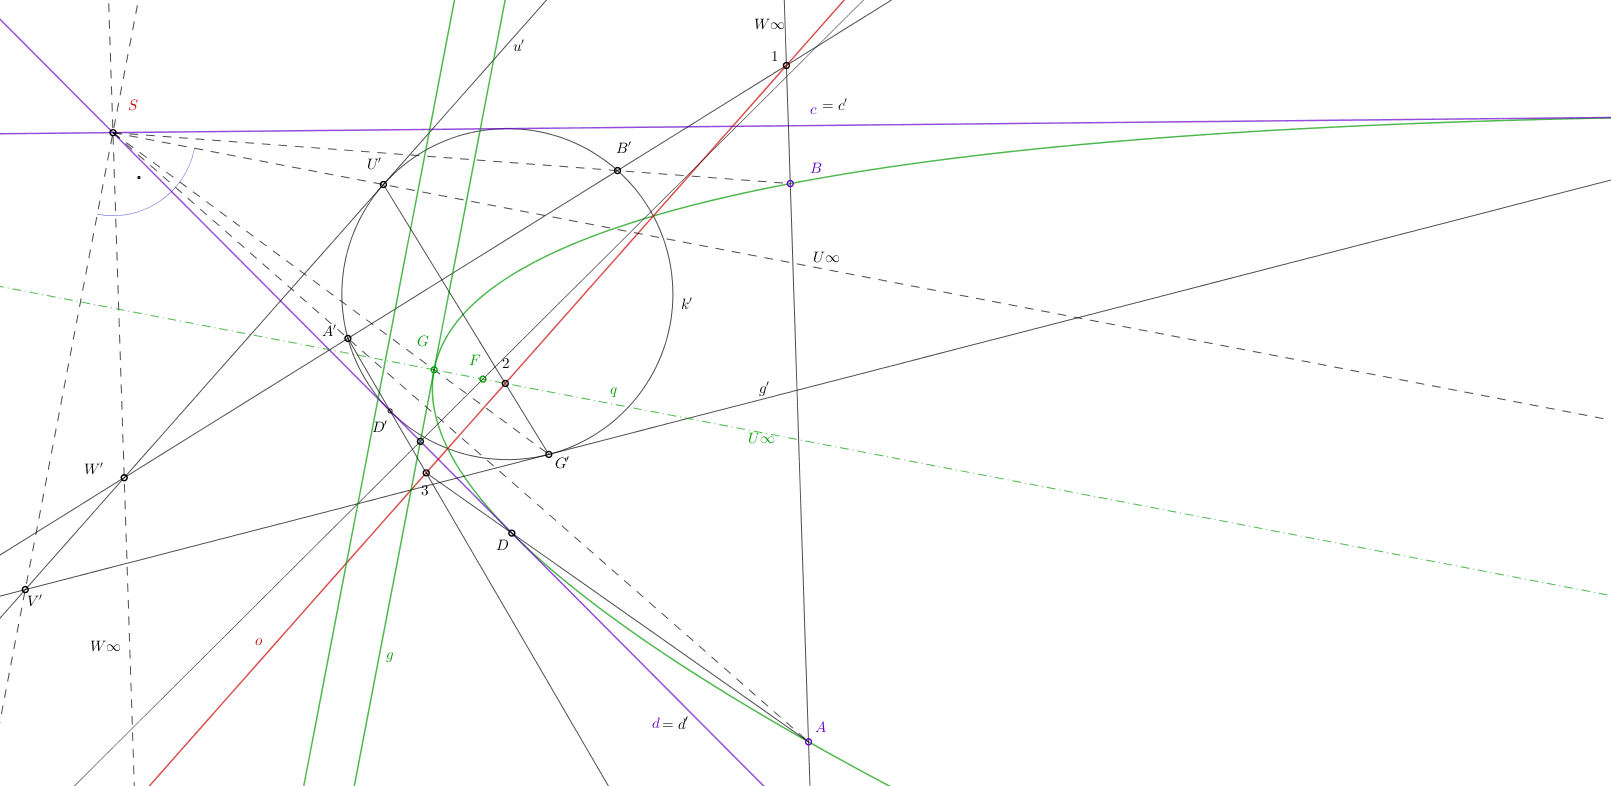 W∞
u′
1
S
c = c′
B′
U′
B
U∞
k′
A′
G
F
2
q
g′
D′
U∞
W′
G′
3
D
V′
o
W∞
g
d = d′
A